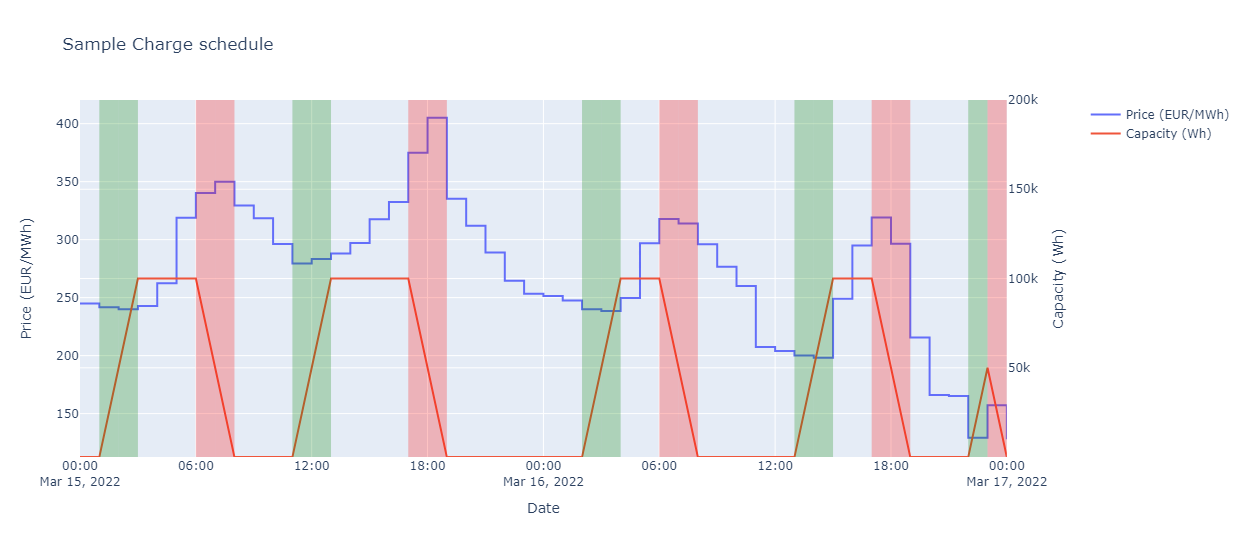 Sample Charge schedule
Price (EUR/MWh)
Capacity (Wh)
400
350
300
250
200
150
Price (EUR/MWh)
200k
150k
100k
50k
Capacity (Wh)
00:00
06:00
12:00
18:00
00:00
06:00
12:00
18:00
00:00
Mar 15, 2022
Mar 16, 2022
Mar 17, 2022
Date